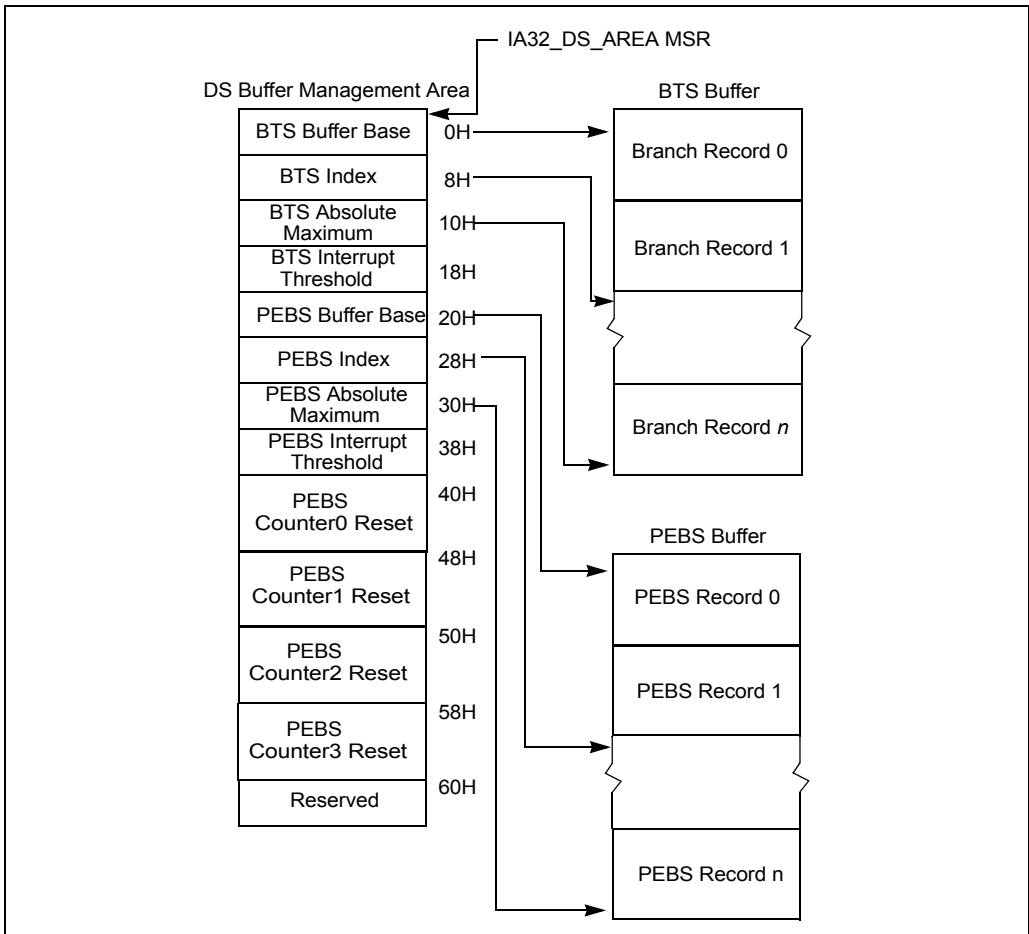 IA32_DS_AREA MSR
DS Buffer Management Area
BTS Buffer Base
0H
BTS Index
8H
BTS Absolute
Maximum
10H
BTS Interrupt
Threshold
18H
PEBS Buffer Base
20H
PEBS Index
28H
PEBS Absolute
Maximum
30H
PEBS Interrupt
Threshold
38H
PEBS
Counter0 Reset
40H
PEBS
Counter1 Reset
48H
PEBS
Counter2 Reset
50H
PEBS
Counter3 Reset
58H
Reserved
60H
BTS Buffer
Branch Record 0
Branch Record 1
Branch Record n
PEBS Buffer
PEBS Record 0
PEBS Record 1
PEBS Record n